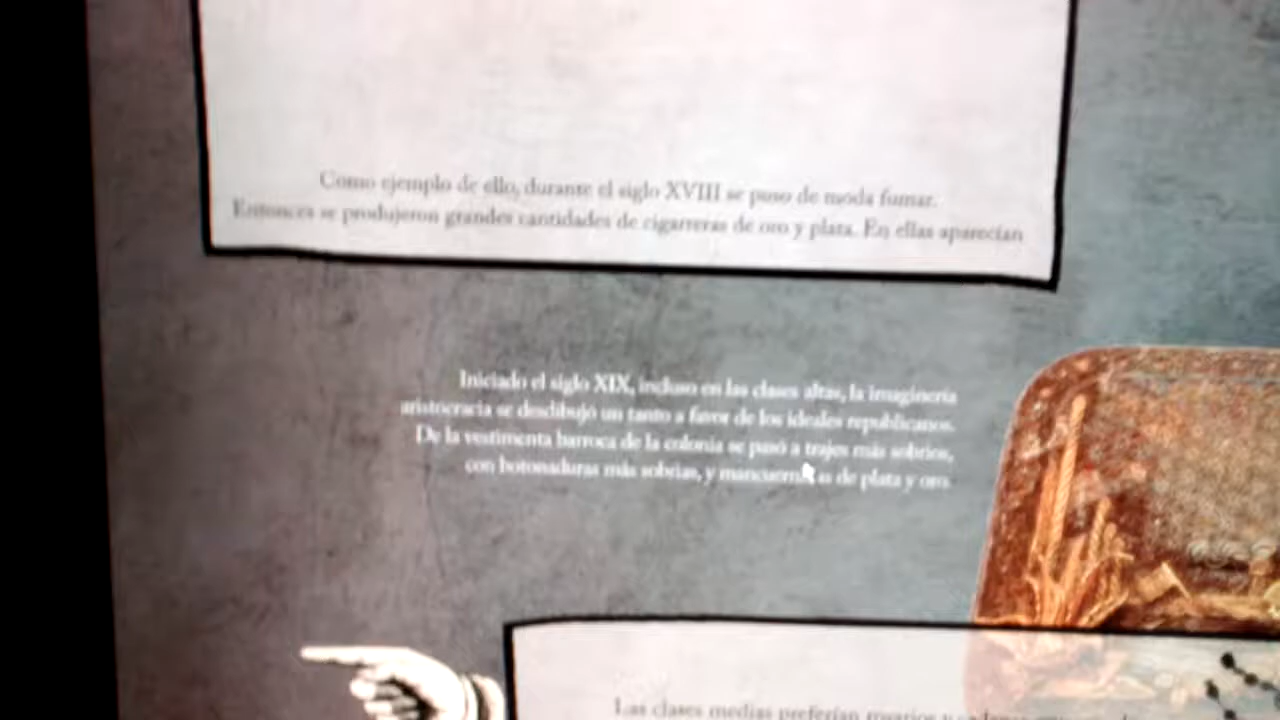 Como ejemplo de ello, durante el siglo XVIII se puso de moda fumar.
Entonces se produjeron grandes cantidades de cigarreras de oro y plata. En ellas aparecían
Iniciado el siglo XIX, incluso en las clases altas, la imaginería
aristocracia se desdibujó un tanto a favor de los ideales republicanos.
De la vestimenta barroca de la colonia se pasó a trajes más sobrios,
con botonaduras más sobrias, y mancuernillas de plata y oro.
Las clases medias preferían rosarios y